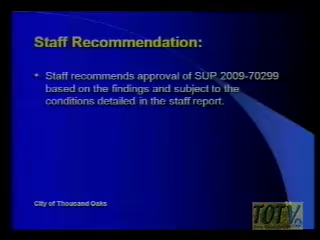 Staff Recommendation:
• Staff recommends approval of SUP 2009-70299
based on the findings and subject to the
conditions detailed in the staff report.
City of Thousand Oaks
TOTV